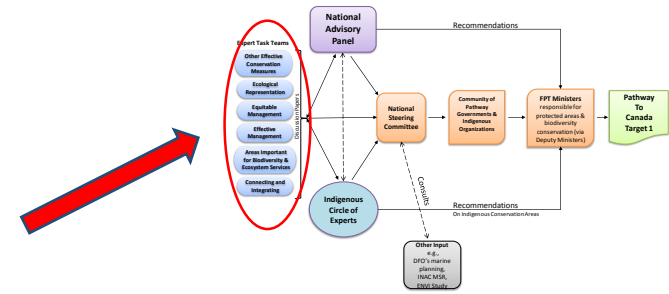 National
Advisory
Panel
Recommendations
Expert Task Teams
Other Effective
Conservation
Measures
Ecological
Representation
Equitable
Management
Effective
Management
Areas Important
for Biodiversity &
Ecosystem Services
Connecting and
Integrating
Discussion Papers
National
Steering
Committee
Community of
Pathway
Governments &
Indigenous
Organizations
FPT Ministers
responsible for
protected areas &
biodiversity
conservation (via
Deputy Ministers)
Pathway
To
Canada
Target 1
Indigenous
Circle of
Experts
Consults
Recommendations
On Indigenous Conservation Areas
Other Input
e.g.,
DFO's marine
planning,
INAC MSR,
ENVI Study